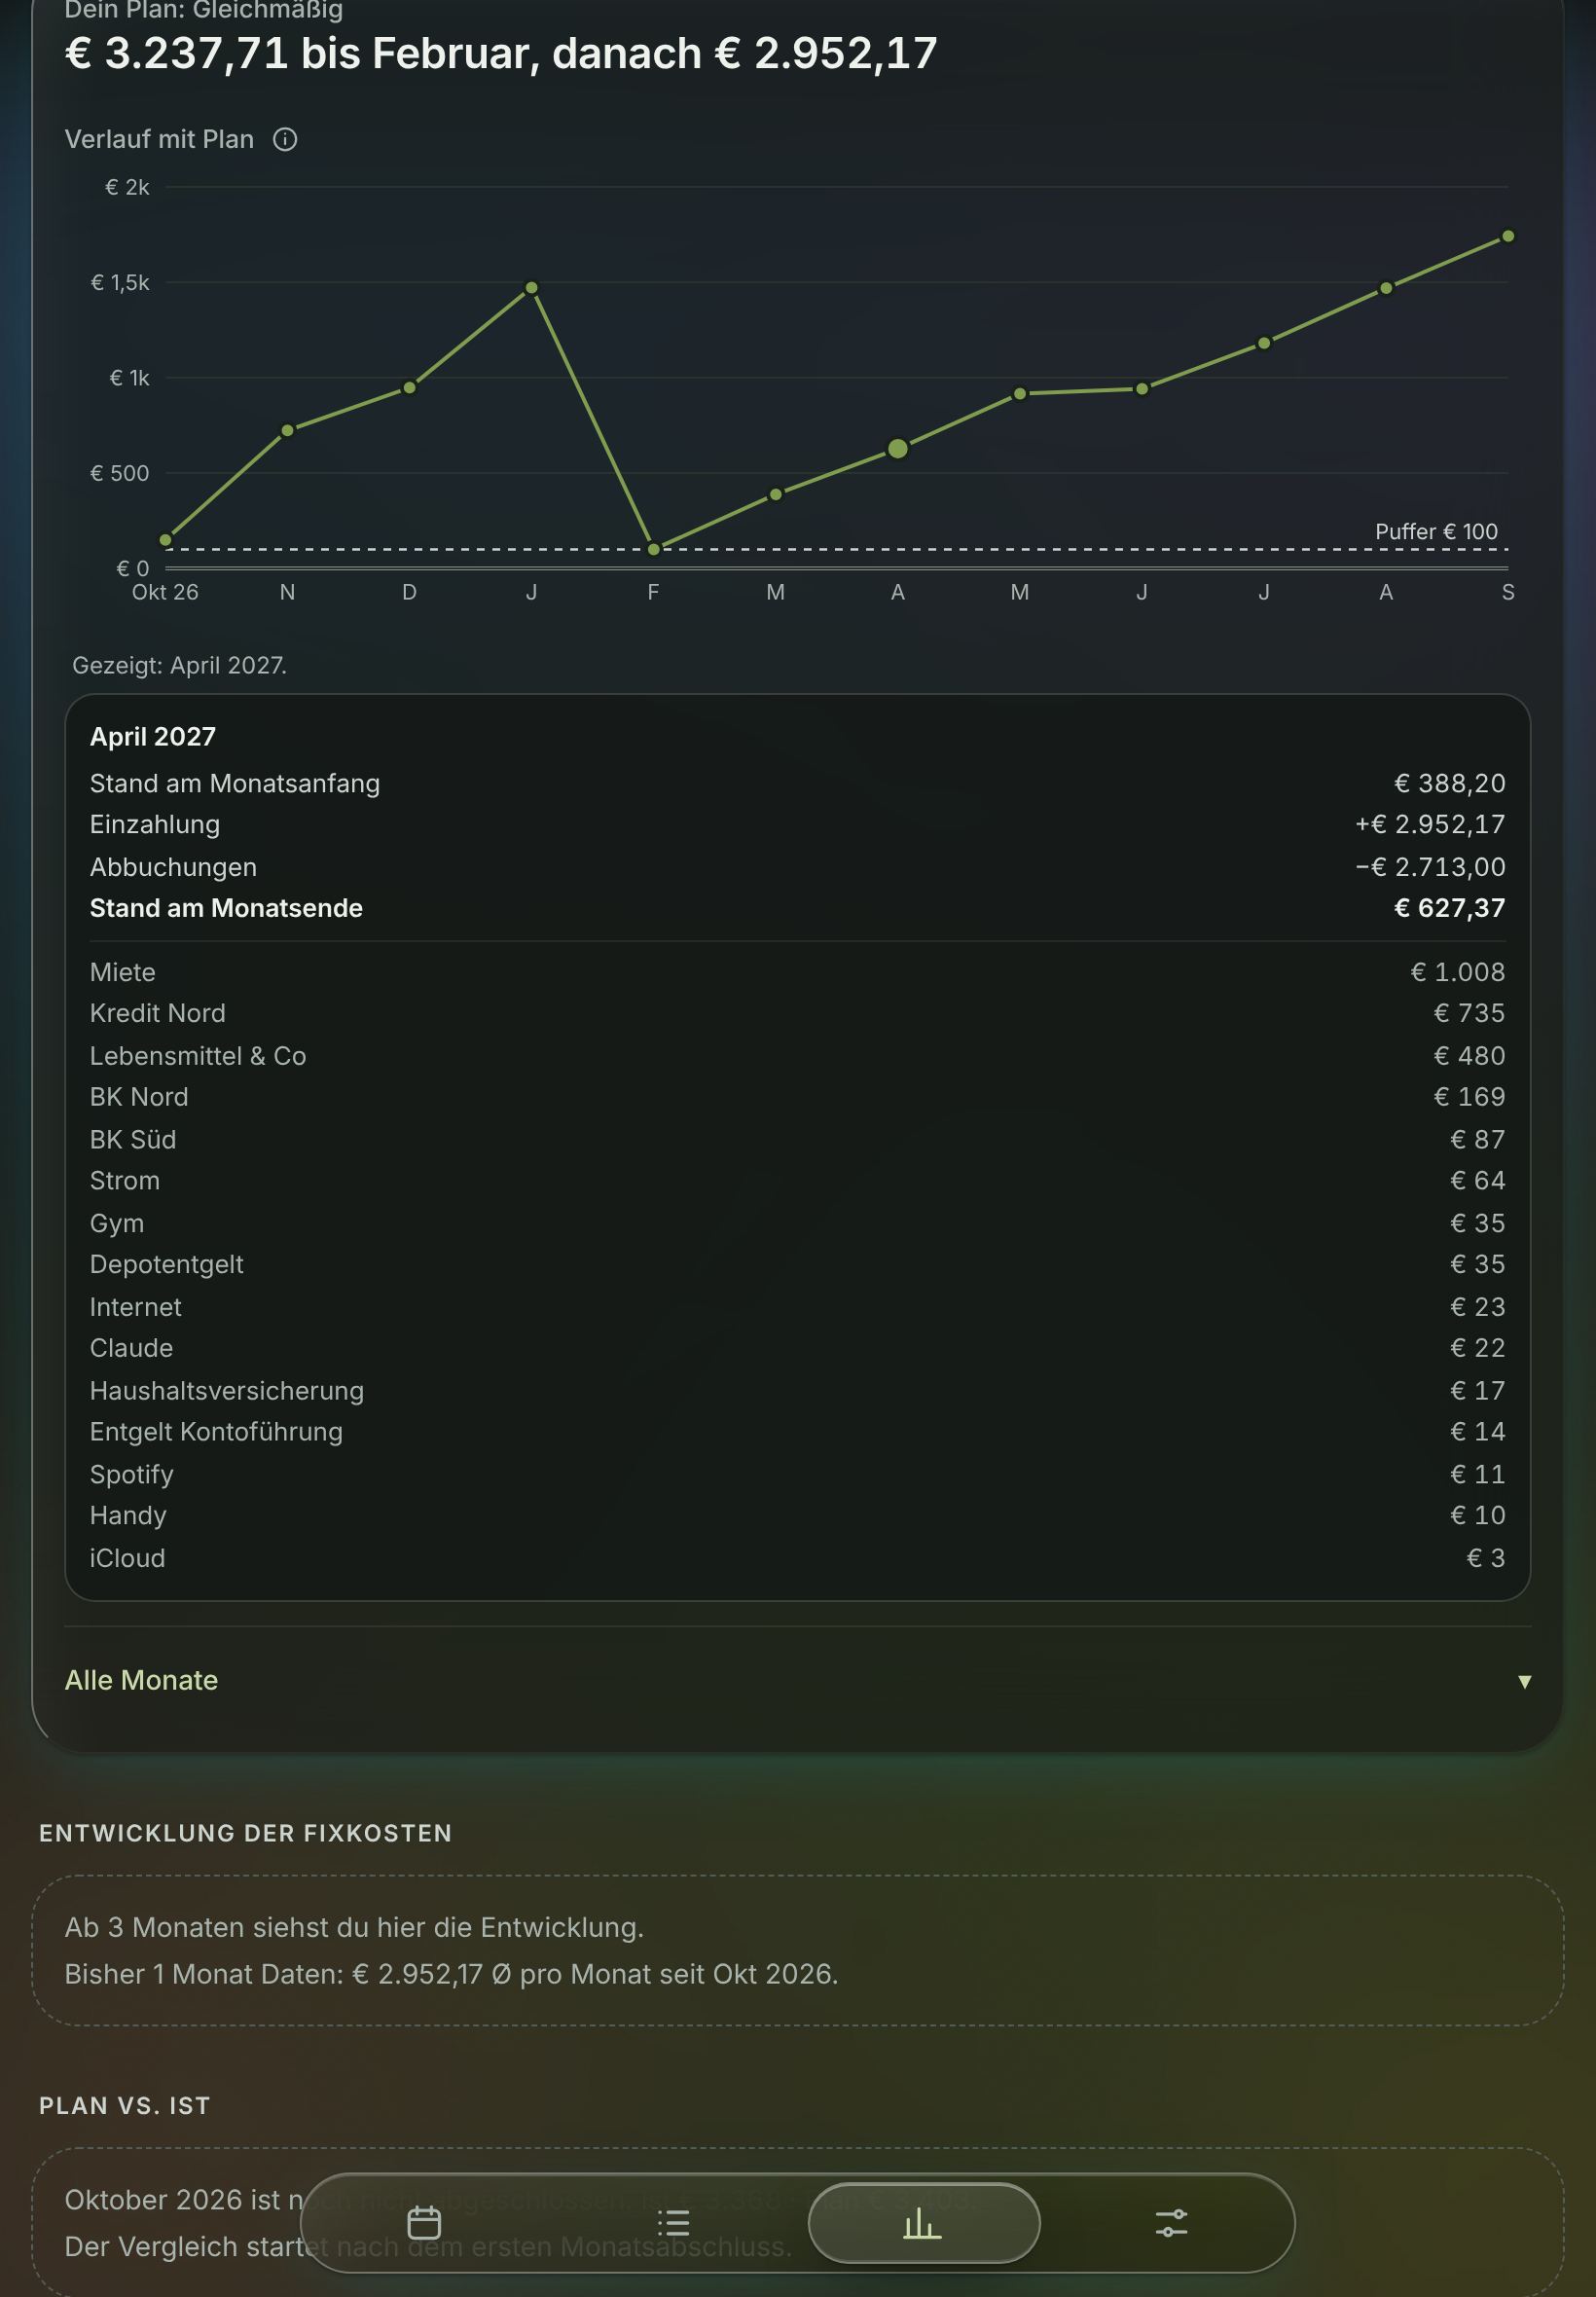 Dein Plan: Gleichmäßig
€ 3.237,71 bis Februar, danach € 2.952,17
Verlauf mit Plan
€ 2k
€ 1,5k
€ 1k
€ 500
Puffer € 100
€ 0
Okt 26 N D J F M A M J J A S
Gezeigt: April 2027.
April 2027
Stand am Monatsanfang € 388,20
Einzahlung +€ 2.952,17
Abbuchungen −€ 2.713,00
Stand am Monatsende € 627,37
Miete € 1.008
Kredit Nord € 735
Lebensmittel & Co € 480
BK Nord € 169
BK Süd € 87
Strom € 64
Gym € 35
Depotentgelt € 35
Internet € 23
Claude € 22
Haushaltsversicherung € 17
Entgelt Kontoführung € 14
Spotify € 11
Handy € 10
iCloud € 3
Alle Monate ▼
ENTWICKLUNG DER FIXKOSTEN
Ab 3 Monaten siehst du hier die Entwicklung.
Bisher 1 Monat Daten: € 2.952,17 Ø pro Monat seit Okt 2026.
PLAN VS. IST
Oktober 2026 ist
Der Vergleich startet nach dem ersten Monatsabschluss.